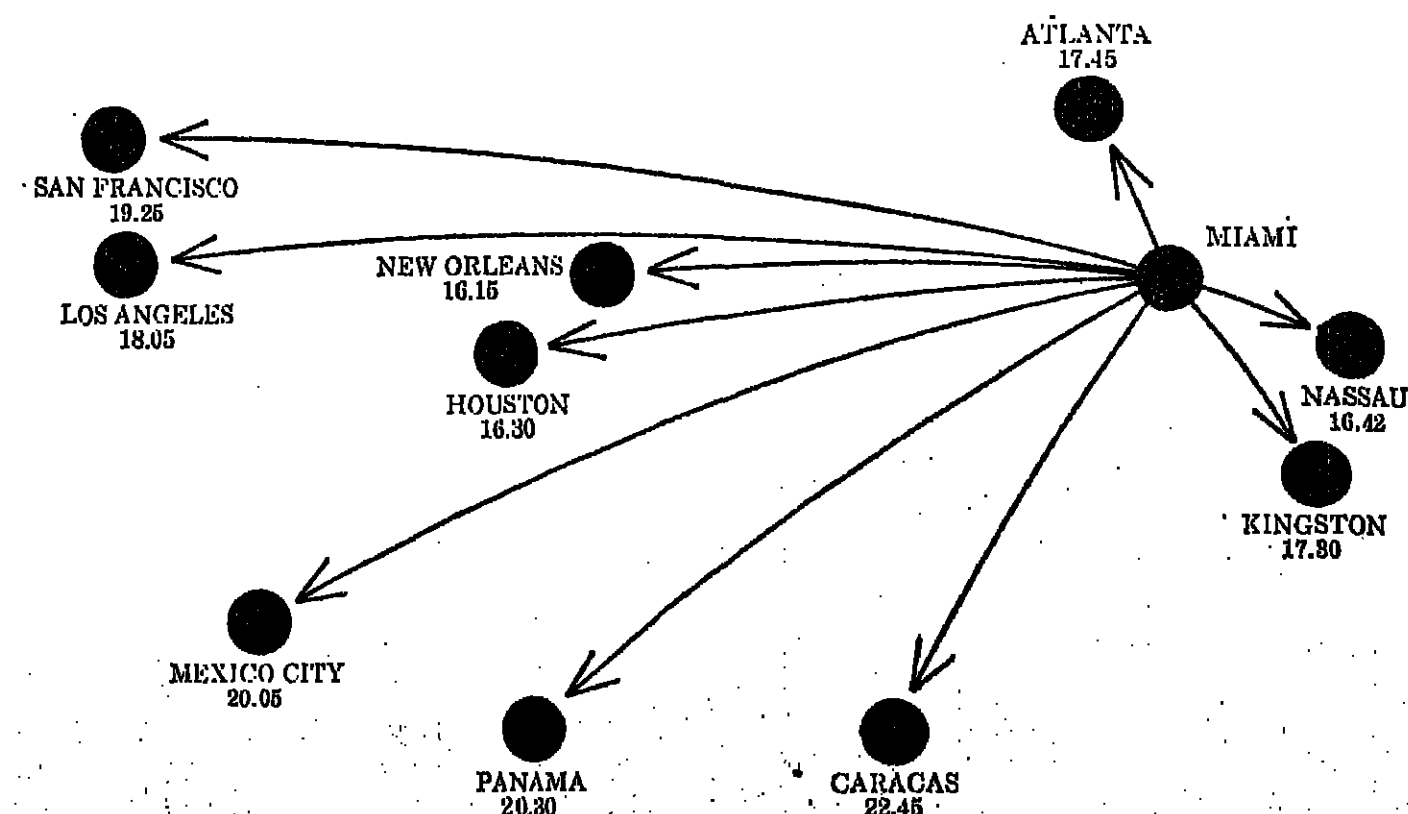 ATLANTA
17.45
SAN FRANCISCO
19.25
MIAMI
NEW ORLEANS
16.15
LOS ANGELES
18.05
HOUSTON
16.30
NASSAU
16.42
KINGSTON
17.30
MEXICO CITY
20.05
PANAMA
20.30
CARACAS
22.45